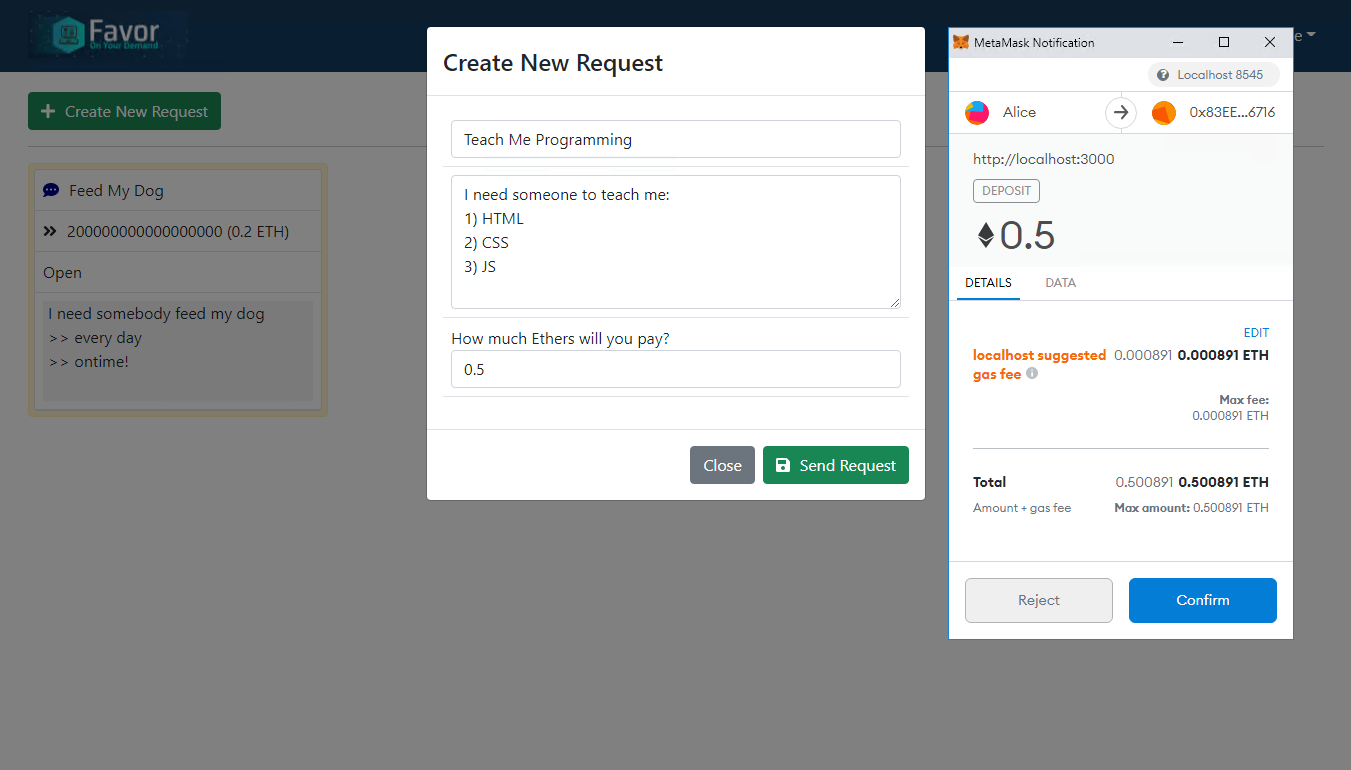 Favor
On Your Demand
e
Create New Request
Feed My Dog
200000000000000000 (0.2 ETH)
Open
I need somebody feed my dog
>> every day
>> ontime!
Create New Request
Teach Me Programming
I need someone to teach me:
1) HTML
2) CSS
3) JS
How much Ethers will you pay?
0.5
Close
Send Request
MetaMask Notification
Localhost 8545
Alice
0x83EE...6716
http://localhost:3000
DEPOSIT
0.5
DETAILS DATA
EDIT
localhost suggested 0.000891 0.000891 ETH
gas fee
Max fee:
0.000891 ETH
Total 0.500891 0.500891 ETH
Amount + gas fee Max amount: 0.500891 ETH
Reject Confirm